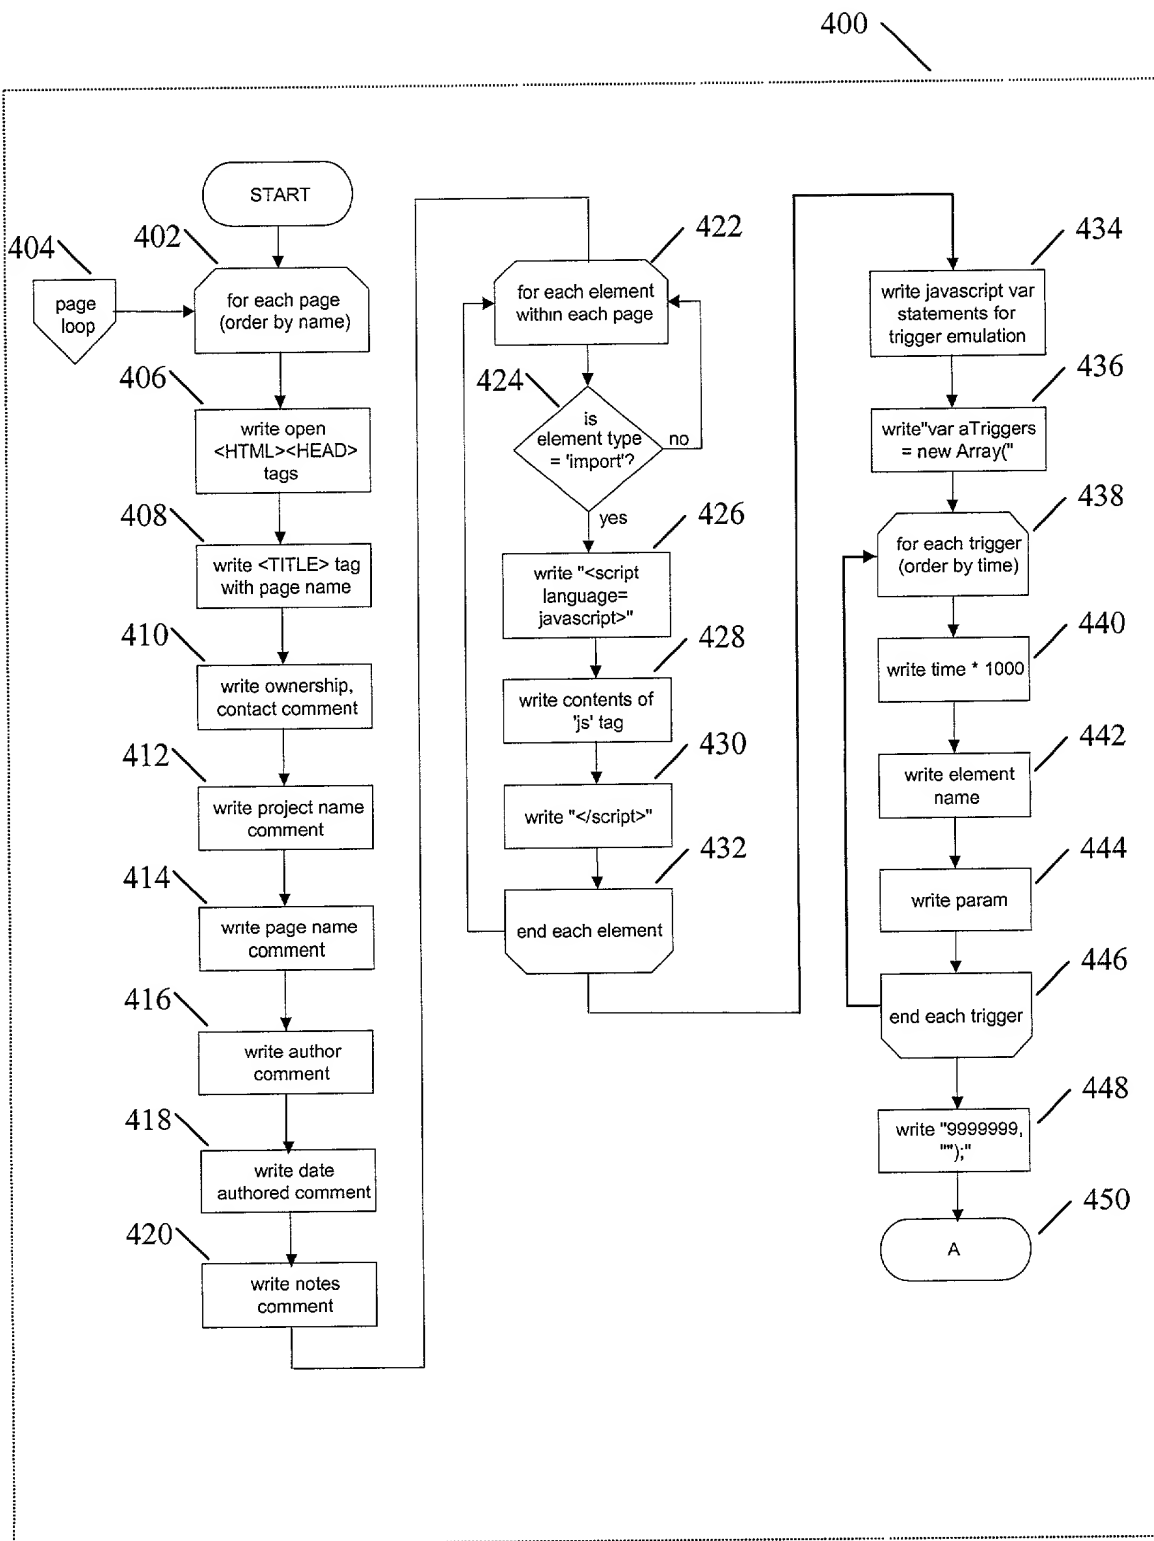 400
START
404
page
loop
402
for each page
(order by name)
406
write open
<HTML><HEAD>
tags
408
write <TITLE> tag
with page name
410
write ownership,
contact comment
412
write project name
comment
414
write page name
comment
416
write author
comment
418
write date
authored comment
420
write notes
comment
422
for each element
within each page
424
is
element type
= 'import'?
no
yes
426
write "<script
language=
javascript>"
428
write contents of
'js' tag
430
write "</script>"
432
end each element
434
write javascript var
statements for
trigger emulation
436
write"var aTriggers
= new Array("
438
for each trigger
(order by time)
440
write time * 1000
442
write element
name
444
write param
446
end each trigger
448
write "9999999,
"");"
450
A